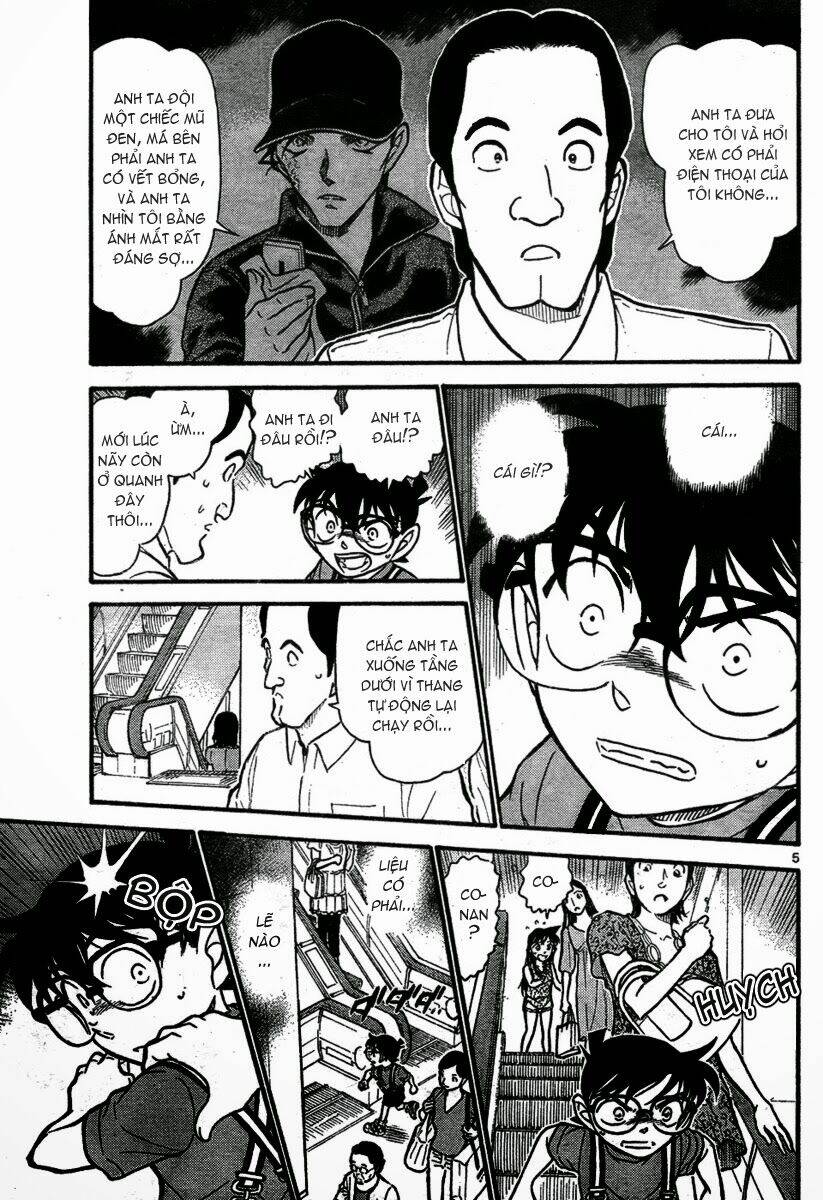 ANH TA ĐƯA
CHO TÔI VÀ HỎI
XEM CÓ PHẢI
ĐIỆN THOẠI CỦA
TÔI KHÔNG...
ANH TA ĐỘI
MỘT CHIẾC MŨ
ĐEN, MÁ BÊN
PHẢI ANH TA
CÓ VẾT BỎNG,
VÀ ANH TA
NHÌN TÔI BẰNG
ÁNH MẮT RẤT
ĐÁNG SỢ...
CÁI...
CÁI GÌ!?
ANH TA
ĐÂU!?
ANH TA ĐI
ĐÂU RỒI!?
À,
ỪM...
MỚI LÚC
NÃY CÒN
Ở QUANH
ĐÂY
THÔI...
CHẮC ANH TA
XUỐNG TẦNG
DƯỚI VÌ THANG
TỰ ĐỘNG LẠI
CHẠY RỒI...
5
CO-
CO-
NAN?
HUỴCH
LIỆU
CÓ
PHẢI...
LẼ
NÀO
...
BỘP